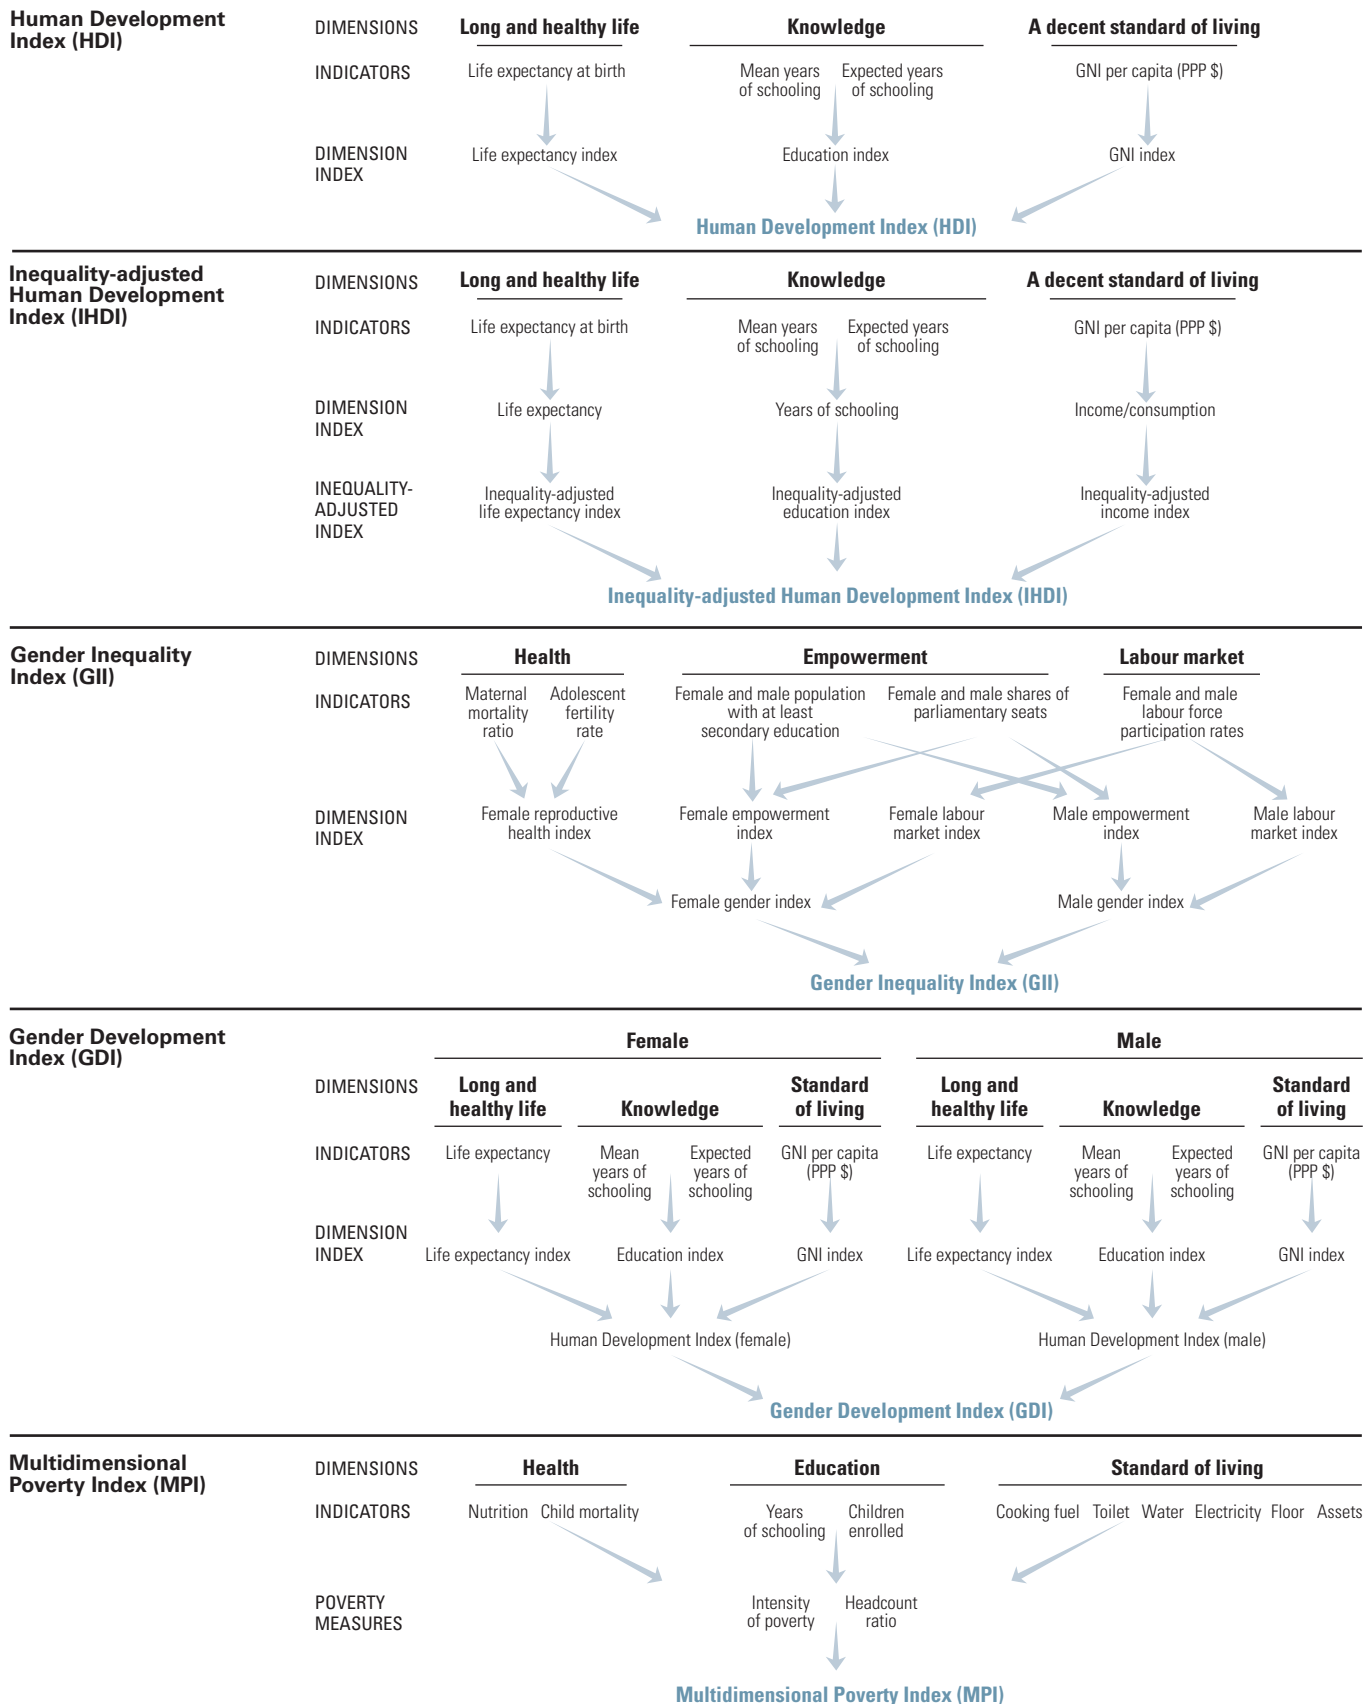 Human Development
Index (HDI)
DIMENSIONS
Long and healthy life
Knowledge
A decent standard of living
INDICATORS
Life expectancy at birth
Mean years
of schooling
Expected years
of schooling
GNI per capita (PPP $)
DIMENSION
INDEX
Life expectancy index
Education index
GNI index
Human Development Index (HDI)
Inequality-adjusted
Human Development
Index (IHDI)
DIMENSIONS
Long and healthy life
Knowledge
A decent standard of living
INDICATORS
Life expectancy at birth
Mean years
of schooling
Expected years
of schooling
GNI per capita (PPP $)
DIMENSION
INDEX
Life expectancy
Years of schooling
Income/consumption
INEQUALITY-
ADJUSTED
INDEX
Inequality-adjusted
life expectancy index
Inequality-adjusted
education index
Inequality-adjusted
income index
Inequality-adjusted Human Development Index (IHDI)
Gender Inequality
Index (GII)
DIMENSIONS
Health
Empowerment
Labour market
INDICATORS
Maternal
mortality
ratio
Adolescent
fertility
rate
Female and male population
with at least
secondary education
Female and male shares of
parliamentary seats
Female and male
labour force
participation rates
DIMENSION
INDEX
Female reproductive
health index
Female empowerment
index
Female labour
market index
Male empowerment
index
Male labour
market index
Female gender index
Male gender index
Gender Inequality Index (GII)
Gender Development
Index (GDI)
Female
Male
DIMENSIONS
Long and
healthy life
Knowledge
Standard
of living
Long and
healthy life
Knowledge
Standard
of living
INDICATORS
Life expectancy
Mean
years of
schooling
Expected
years of
schooling
GNI per capita
(PPP $)
Life expectancy
Mean
years of
schooling
Expected
years of
schooling
GNI per capita
(PPP $)
DIMENSION
INDEX
Life expectancy index
Education index
GNI index
Life expectancy index
Education index
GNI index
Human Development Index (female)
Human Development Index (male)
Gender Development Index (GDI)
Multidimensional
Poverty Index (MPI)
DIMENSIONS
Health
Education
Standard of living
INDICATORS
Nutrition
Child mortality
Years
of schooling
Children
enrolled
Cooking fuel
Toilet
Water
Electricity
Floor
Assets
POVERTY
MEASURES
Intensity
of poverty
Headcount
ratio
Multidimensional Poverty Index (MPI)